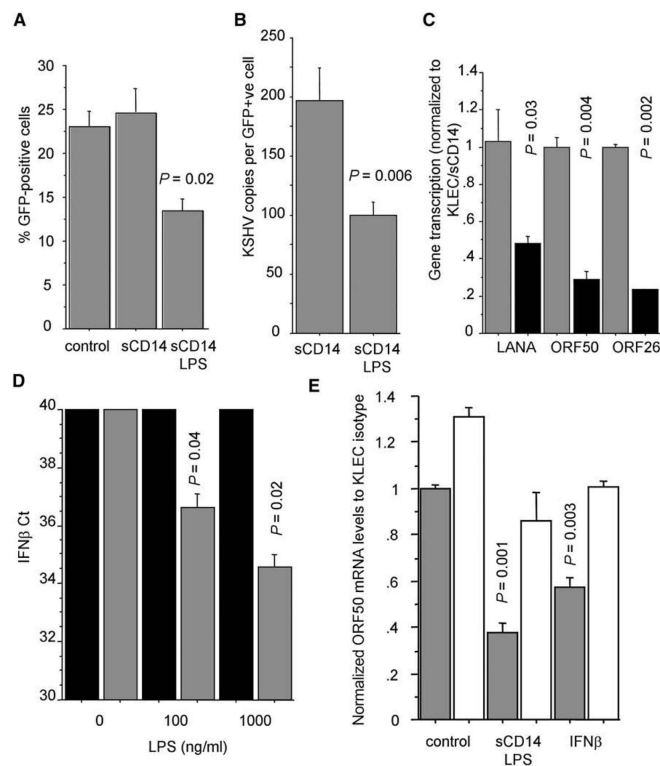 A
% GFP-positive cells
30
25
20
15
10
5
0
P = 0.02
control sCD14 sCD14
LPS
B
KSHV copies per GFP+ve cell
250
200
150
100
50
0
P = 0.006
sCD14 sCD14
LPS
C
Gene transcription (normalized to
KLEC/sCD14)
1.4
1.2
1
.8
.6
.4
.2
0
P = 0.03
P = 0.004
P = 0.002
LANA ORF50 ORF26
D
IFNβ Ct
40
38
36
34
32
30
P = 0.04
P = 0.02
0 100 1000
LPS (ng/ml)
E
Normalized ORF50 mRNA levels to KLEC isotype
1.4
1.2
1
.8
.6
.4
.2
0
P = 0.001
P = 0.003
control sCD14 IFNβ
LPS